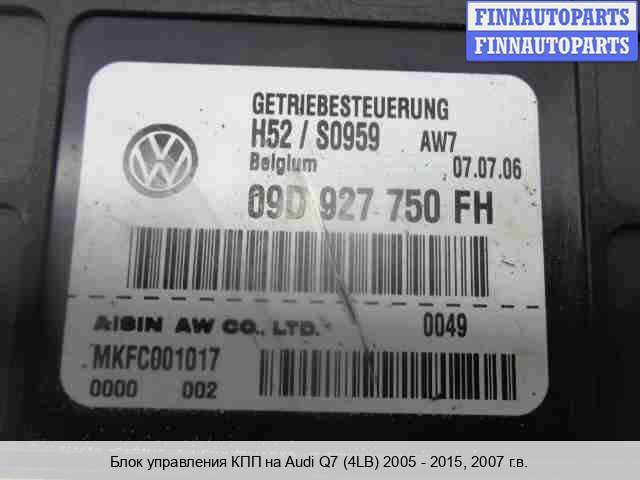 FINNAUTOPARTS
FINNAUTOPARTS
GETRIEBESTEUERUNG
H52 / S0959 AW7
Belgium 07.07.06
09D 927 750 FH
AISIN AW CO., LTD. 0049
MKFC001017
0000 002
Блок управления КПП на Audi Q7 (4LB) 2005 - 2015, 2007 г.в.